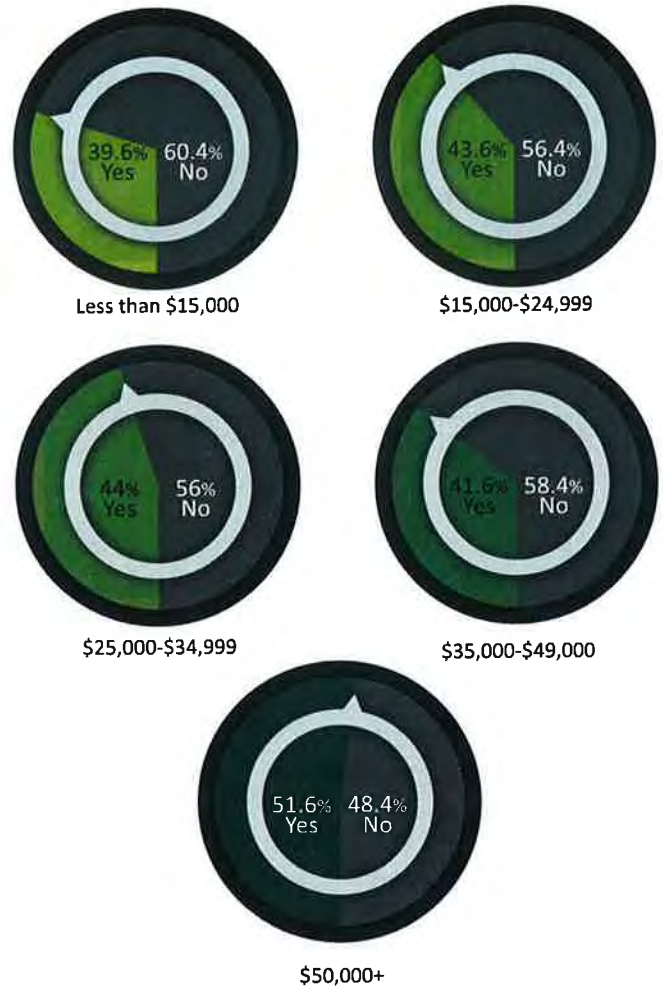 39.6% 60.4%
Yes No
Less than $15,000
43.6% 56.4%
Yes No
$15,000-$24,999
44% 56%
Yes No
$25,000-$34,999
41.6% 58.4%
Yes No
$35,000-$49,000
51.6% 48.4%
Yes No
$50,000+